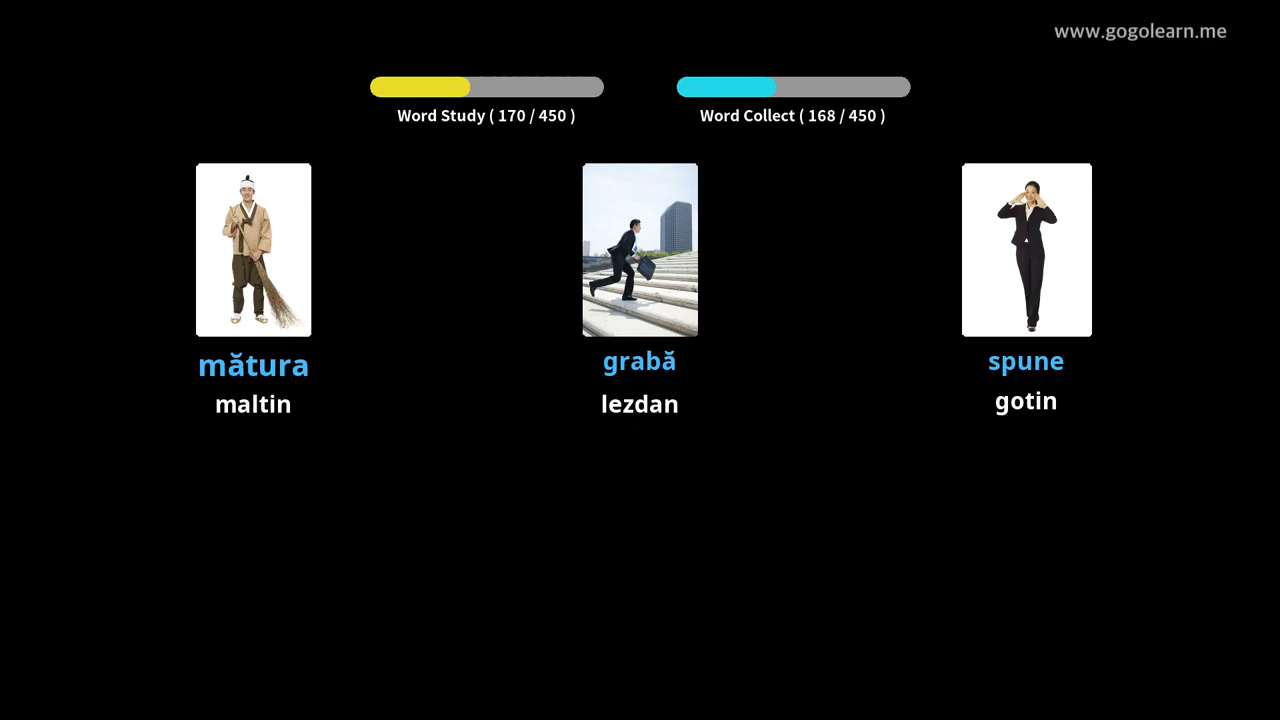 www.gogolearn.me
Word Study ( 170 / 450 )
Word Collect ( 168 / 450 )
mătura
grabă
spune
maltin
lezdan
gotin